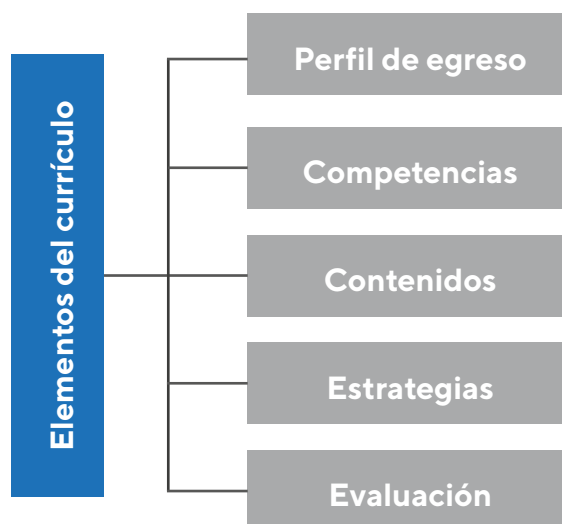 Elementos del currículo
Perfil de egreso
Competencias
Contenidos
Estrategias
Evaluación